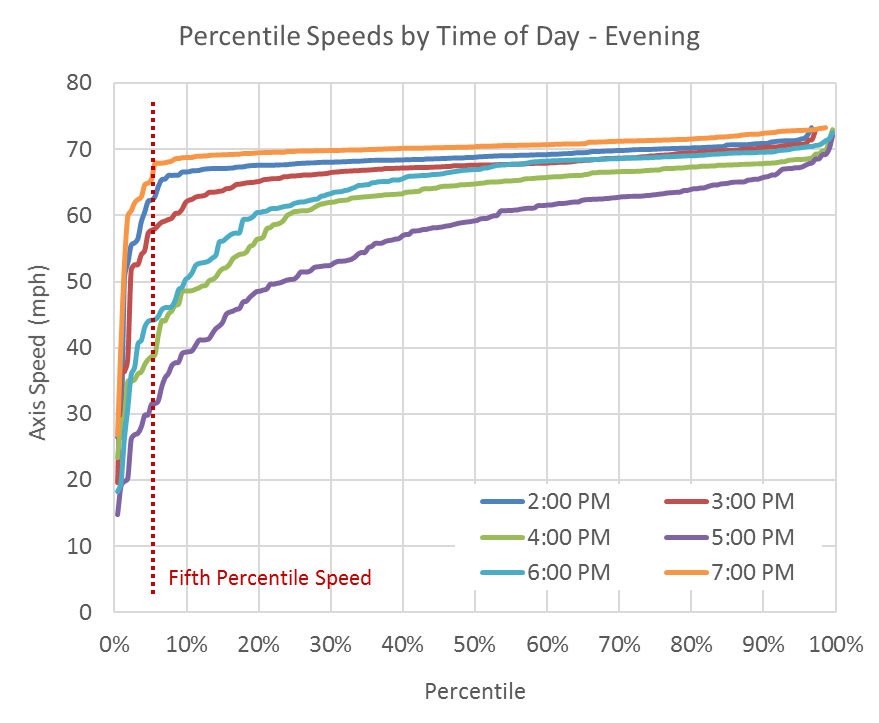 Percentile Speeds by Time of Day - Evening
80
70
60
50
40
30
20
10
0
Axis Speed (mph)
2:00 PM 3:00 PM
4:00 PM 5:00 PM
6:00 PM 7:00 PM
Fifth Percentile Speed
0% 10% 20% 30% 40% 50% 60% 70% 80% 90% 100%
Percentile